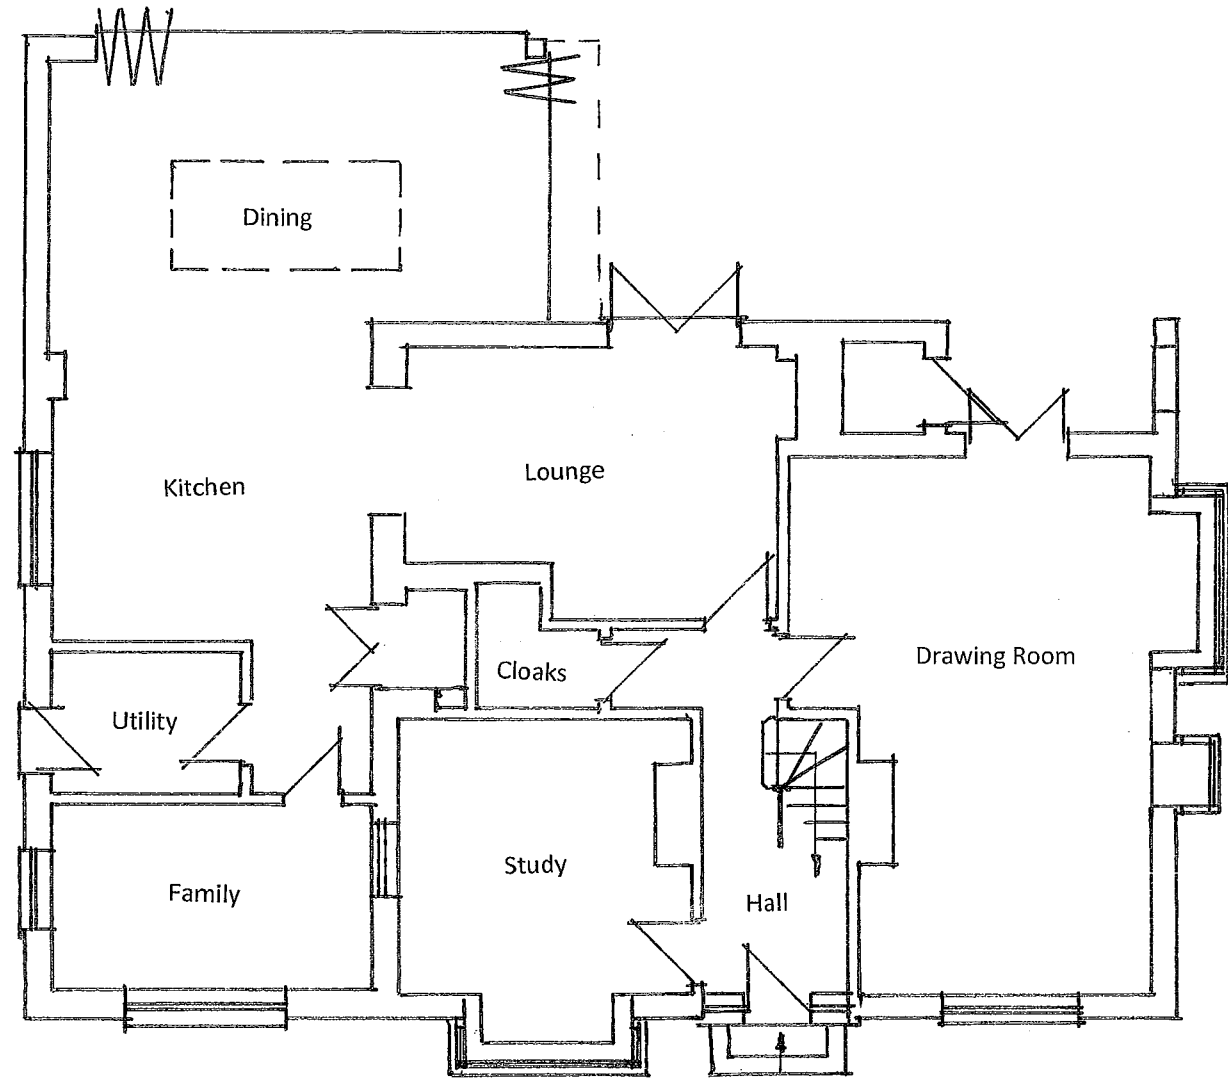 Dining
Kitchen
Lounge
Cloaks
Drawing Room
Utility
Study
Family
Hall